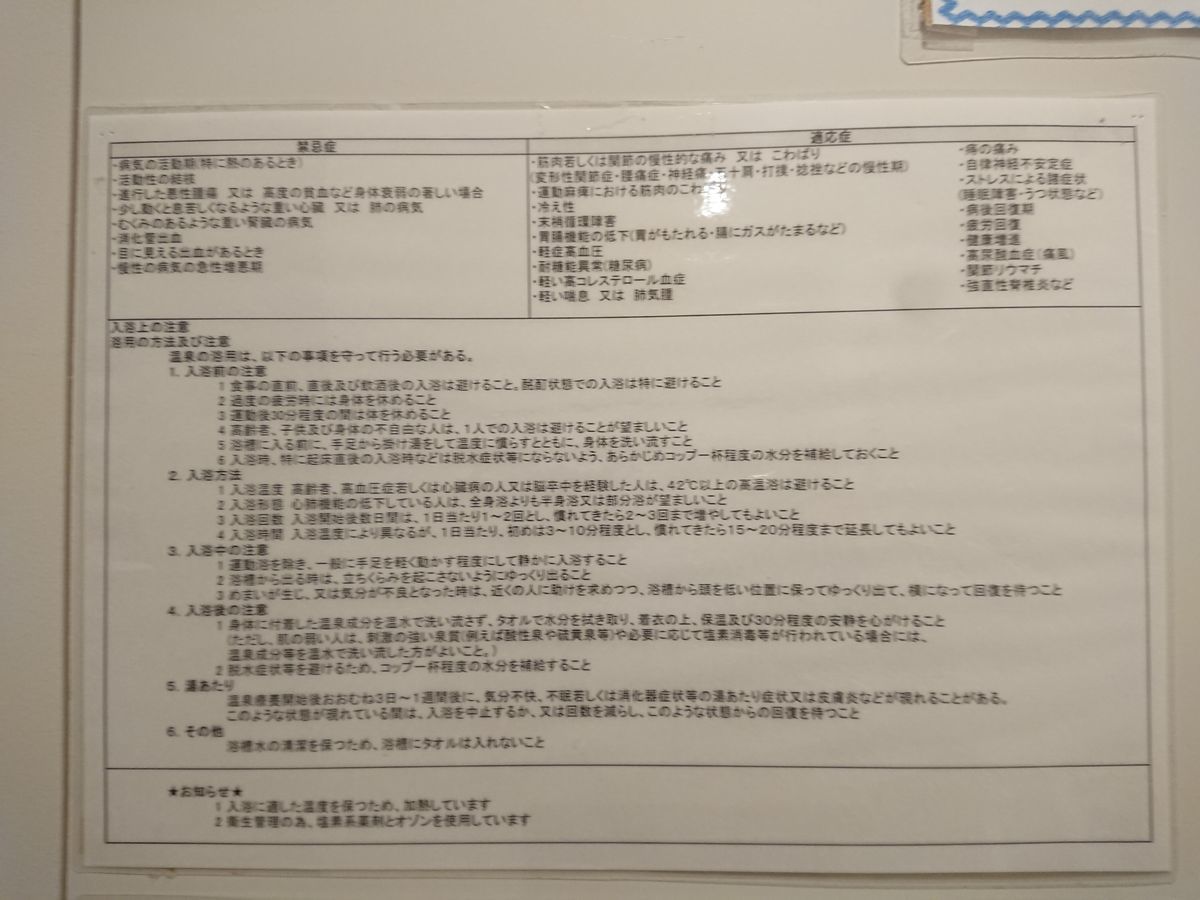 禁忌症
・病気の活動期(特に熱のあるとき)
・活動性の結核
・進行した悪性腫瘍 又は 高度の貧血など身体衰弱の著しい場合
・少し動くと息苦しくなるような重い心臓 又は 肺の病気
・むくみのあるような重い腎臓の病気
・消化管出血
・目に見える出血があるとき
・慢性の病気の急性増悪期
適応症
・筋肉若しくは関節の慢性的な痛み 又は こわばり
(変形性関節症・腰痛症・神経痛・五十肩・打撲・捻挫などの慢性期)
・運動麻痺における筋肉のこわ
・冷え性
・末梢循環障害
・胃腸機能の低下(胃がもたれる・腸にガスがたまるなど)
・軽症高血圧
・耐糖能異常(糖尿病)
・軽い高コレステロール血症
・軽い喘息 又は 肺気腫
・痔の痛み
・自律神経不安定症
・ストレスによる諸症状
(睡眠障害・うつ状態など)
・病後回復期
・疲労回復
・健康増進
・高尿酸血症(痛風)
・関節リウマチ
・強直性脊椎炎など
入浴上の注意
浴用の方法及び注意
温泉の浴用は、以下の事項を守って行う必要がある。
1. 入浴前の注意
1 食事の直前、直後及び飲酒後の入浴は避けること。酩酊状態での入浴は特に避けること
2 過度の疲労時には身体を休めること
3 運動後30分程度の間は体を休めること
4 高齢者、子供及び身体の不自由な人は、1人での入浴は避けることが望ましいこと
5 浴槽に入る前に、手足から掛け湯をして温度に慣らすとともに、身体を洗い流すこと
6 入浴時、特に起床直後の入浴時などは脱水症状等にならないよう、あらかじめコップ一杯程度の水分を補給しておくこと
2. 入浴方法
1 入浴温度 高齢者、高血圧症若しくは心臓病の人又は脳卒中を経験した人は、42℃以上の高温浴は避けること
2 入浴形態 心肺機能の低下している人は、全身浴よりも半身浴又は部分浴が望ましいこと
3 入浴回数 入浴開始後数日間は、1日当たり1～2回とし、慣れてきたら2～3回まで増やしてもよいこと
4 入浴時間 入浴温度により異なるが、1日当たり、初めは3～10分程度とし、慣れてきたら15～20分程度まで延長してもよいこと
3. 入浴中の注意
1 運動浴を除き、一般に手足を軽く動かす程度にして静かに入浴すること
2 浴槽から出る時は、立ちくらみを起こさないようにゆっくり出ること
3 めまいが生じ、又は気分が不良となった時は、近くの人に助けを求めつつ、浴槽から頭を低い位置に保ってゆっくり出て、横になって回復を待つこと
4. 入浴後の注意
1 身体に付着した温泉成分を温水で洗い流さず、タオルで水分を拭き取り、着衣の上、保温及び30分程度の安静を心がけること
(ただし、肌の弱い人は、刺激の強い泉質(例えば酸性泉や硫黄泉等)や必要に応じて塩素消毒等が行われている場合には、
温泉成分等を温水で洗い流した方がよいこと。)
2 脱水症状等を避けるため、コップ一杯程度の水分を補給すること
5. 湯あたり
温泉療養開始後おおむね3日～1週間後に、気分不快、不眠若しくは消化器症状等の湯あたり症状又は皮膚炎などが現れることがある。
このような状態が現れている間は、入浴を中止するか、又は回数を減らし、このような状態からの回復を待つこと
6. その他
浴槽水の清潔を保つため、浴槽にタオルは入れないこと
★お知らせ★
1 入浴に適した温度を保つため、加熱しています
2 衛生管理の為、塩素系薬剤とオゾンを使用しています